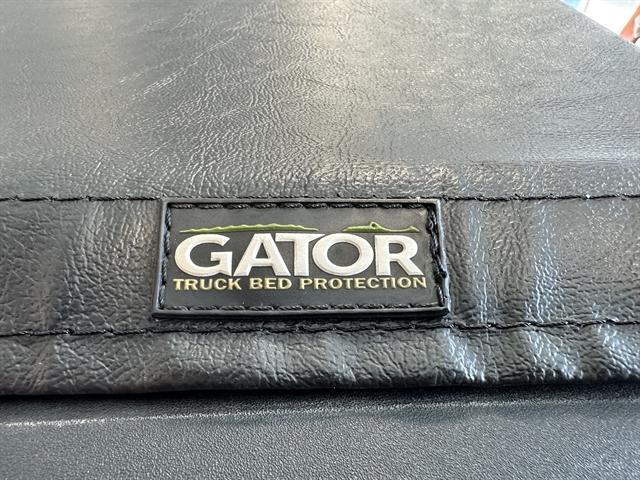 GATOR
TRUCK BED PROTECTION